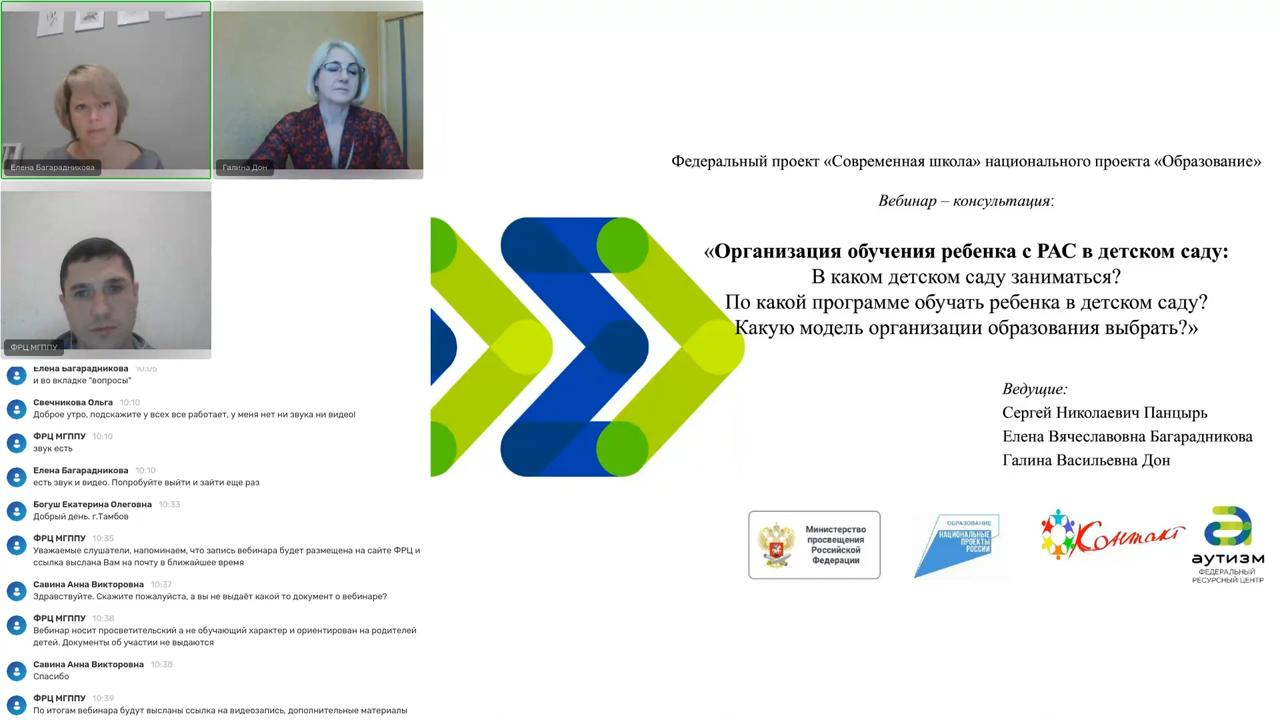 Елена Багарадникова
Галина Дон
ФРЦ МГППУ
Елена Багарадникова 10:05
и во вкладке "вопросы"
Свечникова Ольга 10:10
Доброе утро, подскажите у всех все работает, у меня нет ни звука ни видео!
ФРЦ МГППУ 10:10
звук есть
Елена Багарадникова 10:10
есть звук и видео. Попробуйте выйти и зайти еще раз
Богуш Екатерина Олеговна 10:33
Добрый день. г.Тамбов
ФРЦ МГППУ 10:35
Уважаемые слушатели, напоминаем, что запись вебинара будет размещена на сайте ФРЦ и
ссылка выслана Вам на почту в ближайшее время
Савина Анна Викторовна 10:37
Здравствуйте. Скажите пожалуйста, а вы не выдаёт какой то документ о вебинаре?
ФРЦ МГППУ 10:38
Вебинар носит просветительский а не обучающий характер и ориентирован на родителей
детей. Документы об участии не выдаются
Савина Анна Викторовна 10:38
Спасибо
ФРЦ МГППУ 10:39
По итогам вебинара будут высланы ссылка на видеозапись, дополнительные материалы
Федеральный проект «Современная школа» национального проекта «Образование»
Вебинар – консультация:
«Организация обучения ребенка с РАС в детском саду:
В каком детском саду заниматься?
По какой программе обучать ребенка в детском саду?
Какую модель организации образования выбрать?»
Ведущие:
Сергей Николаевич Панцырь
Елена Вячеславовна Багарадникова
Галина Васильевна Дон
Министерство
просвещения
Российской
Федерации
ОБРАЗОВАНИЕ
НАЦИОНАЛЬНЫЕ
ПРОЕКТЫ
РОССИИ
Контакт
аутизм
ФЕДЕРАЛЬНЫЙ
РЕСУРСНЫЙ ЦЕНТР